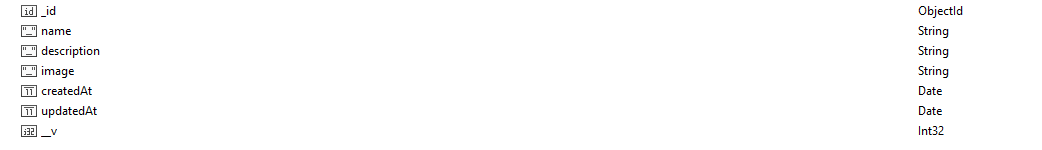 _id ObjectId
name String
description String
image String
createdAt Date
updatedAt Date
__v Int32